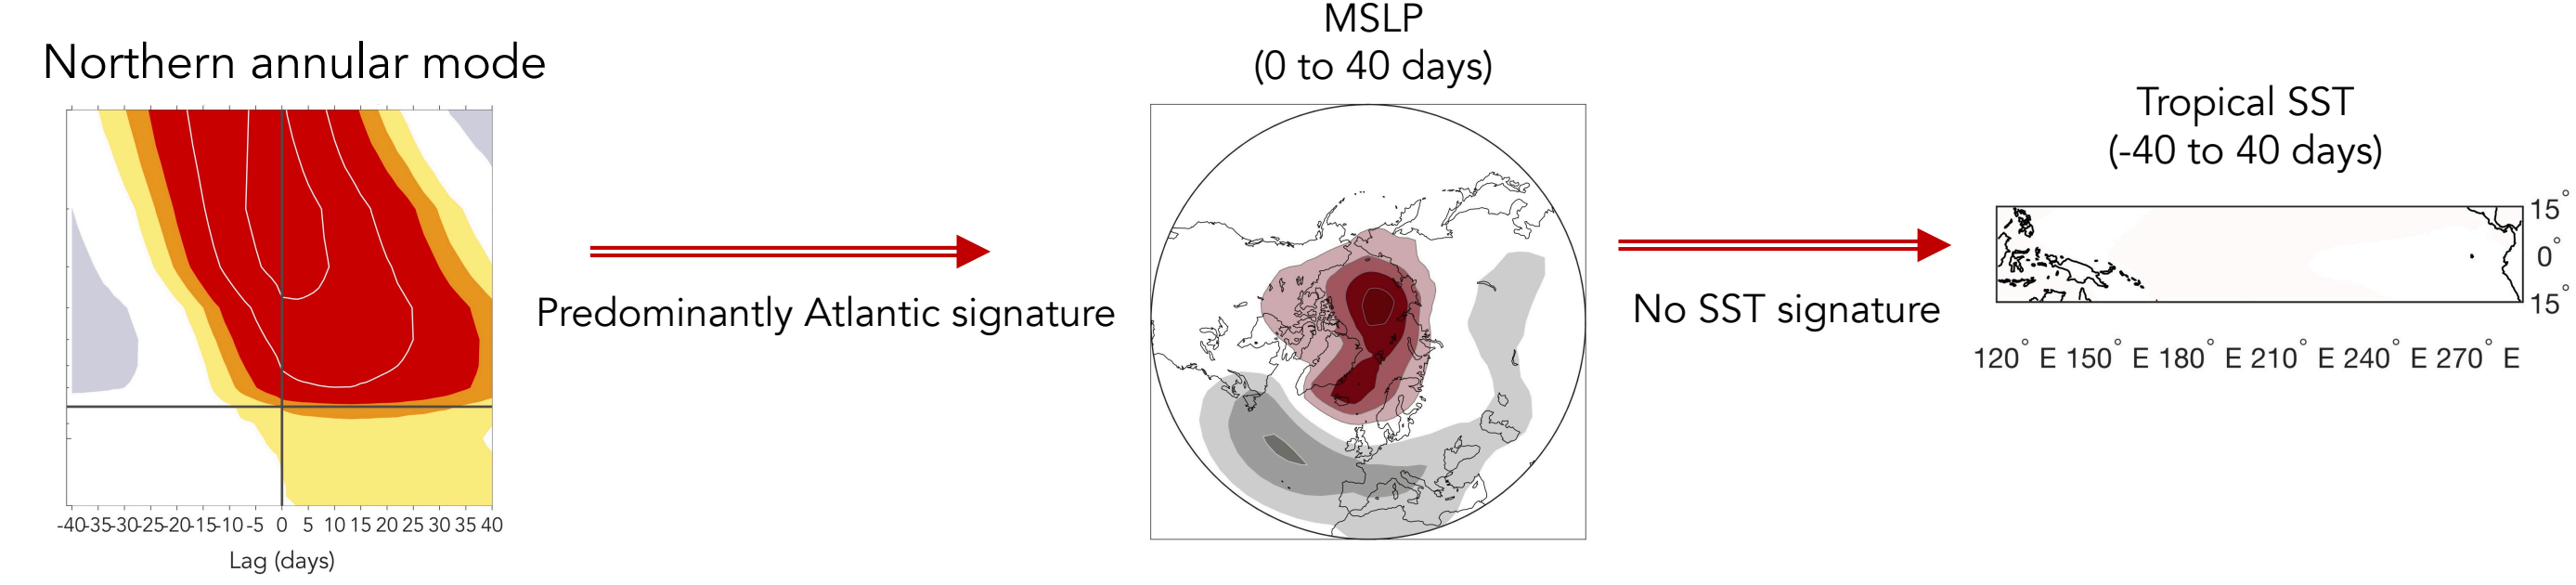 Northern annular mode
-40-35-30-25-20-15-10 -5 0 5 10 15 20 25 30 35 40
Lag (days)
Predominantly Atlantic signature
MSLP
(0 to 40 days)
No SST signature
Tropical SST
(-40 to 40 days)
15°
0°
15°
120° E 150° E 180° E 210° E 240° E 270° E